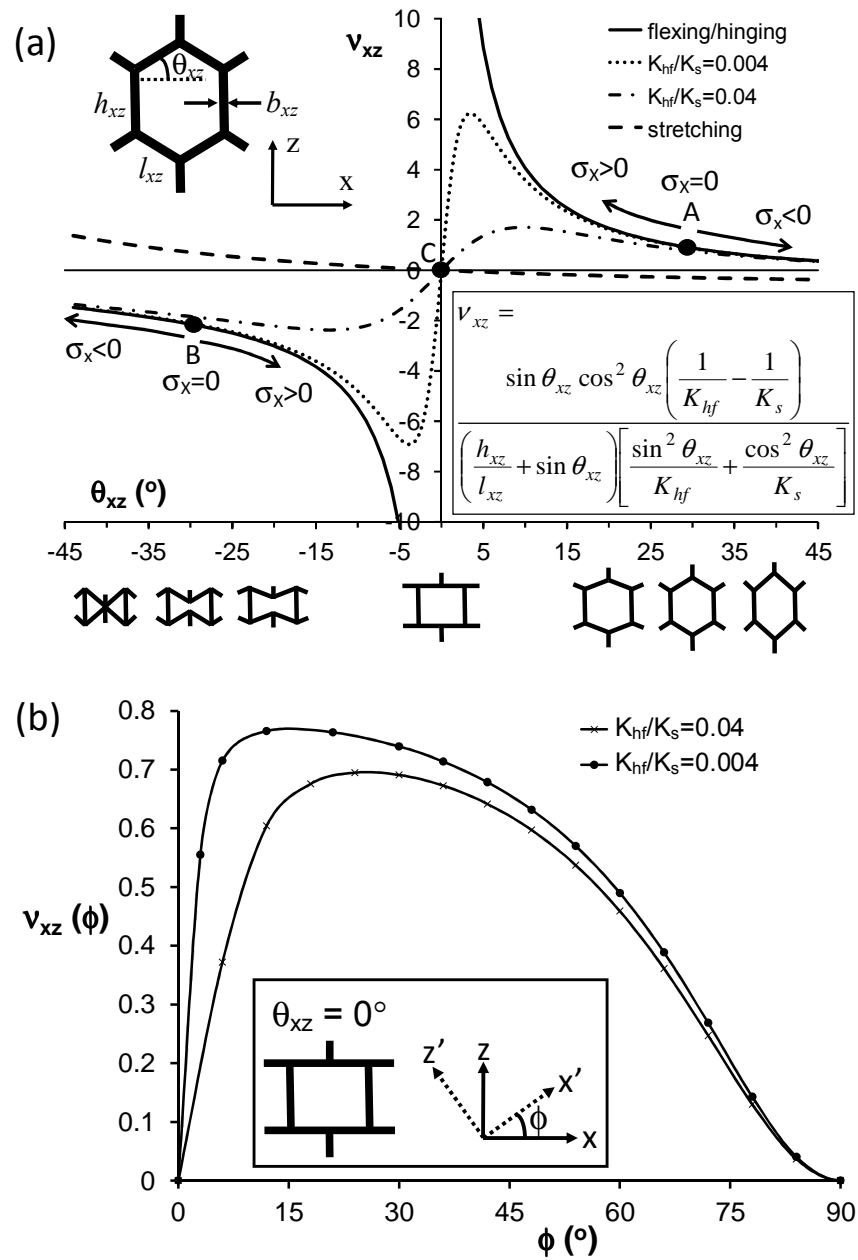 (a)
θxz
hxz
bxz
lxz
z
x
νxz
10
8
6
4
2
0
-2
-4
-6
-8
-10
flexing/hinging
Khf/Ks=0.004
Khf/Ks=0.04
stretching
σx>0
σx=0
A
σx<0
C
σx<0
B
σx=0
σx>0
νxz =
sin θxz cos² θxz (1/Khf − 1/Ks)
(hxz/lxz + sin θxz) [sin² θxz/Khf + cos² θxz/Ks]
θxz (°)
-45 -35 -25 -15 -5 5 15 25 35 45
(b)
0.8
0.7
0.6
0.5
0.4
0.3
0.2
0.1
0
νxz (ϕ)
Khf/Ks=0.04
Khf/Ks=0.004
θxz = 0°
z'
z
x'
ϕ
x
0 15 30 45 60 75 90
ϕ (°)